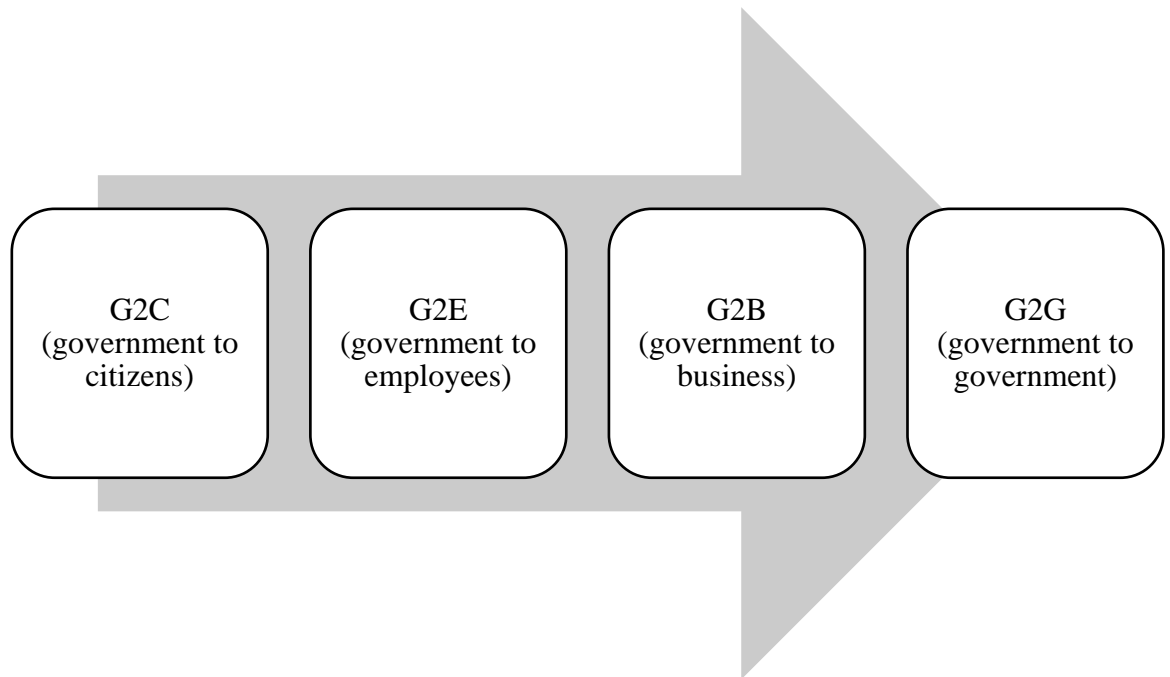 G2C
(government to
citizens)
G2E
(government to
employees)
G2B
(government to
business)
G2G
(government to
government)